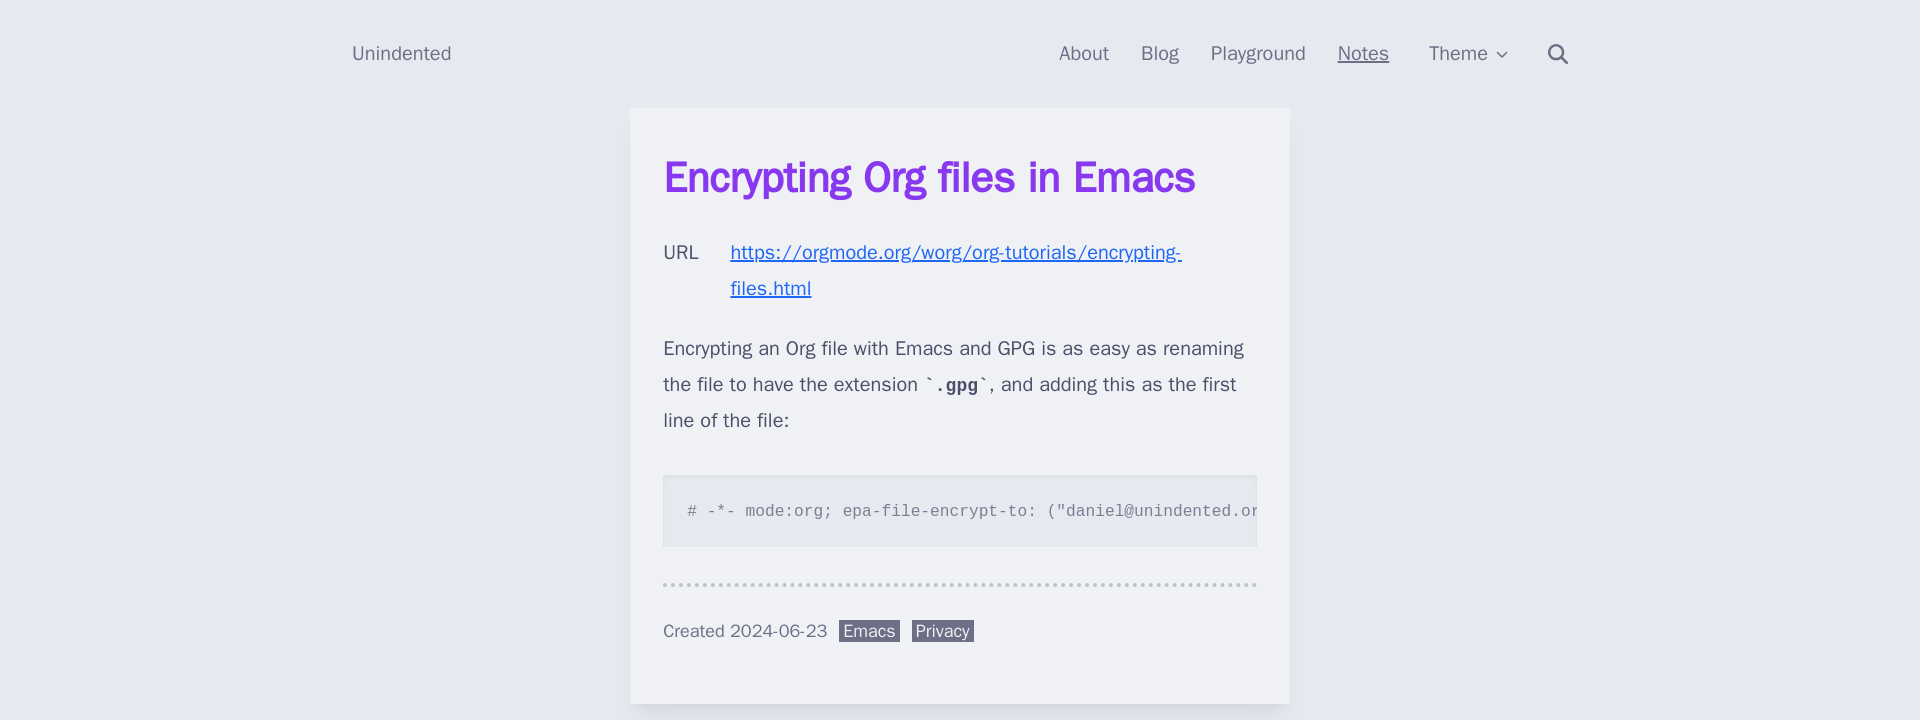 Unindented
About Blog Playground Notes Theme
Encrypting Org files in Emacs
URL https://orgmode.org/worg/org-tutorials/encrypting-
files.html
Encrypting an Org file with Emacs and GPG is as easy as renaming
the file to have the extension `.gpg`, and adding this as the first
line of the file:
# -*- mode:org; epa-file-encrypt-to: ("daniel@unindented.or
Created 2024-06-23 Emacs Privacy